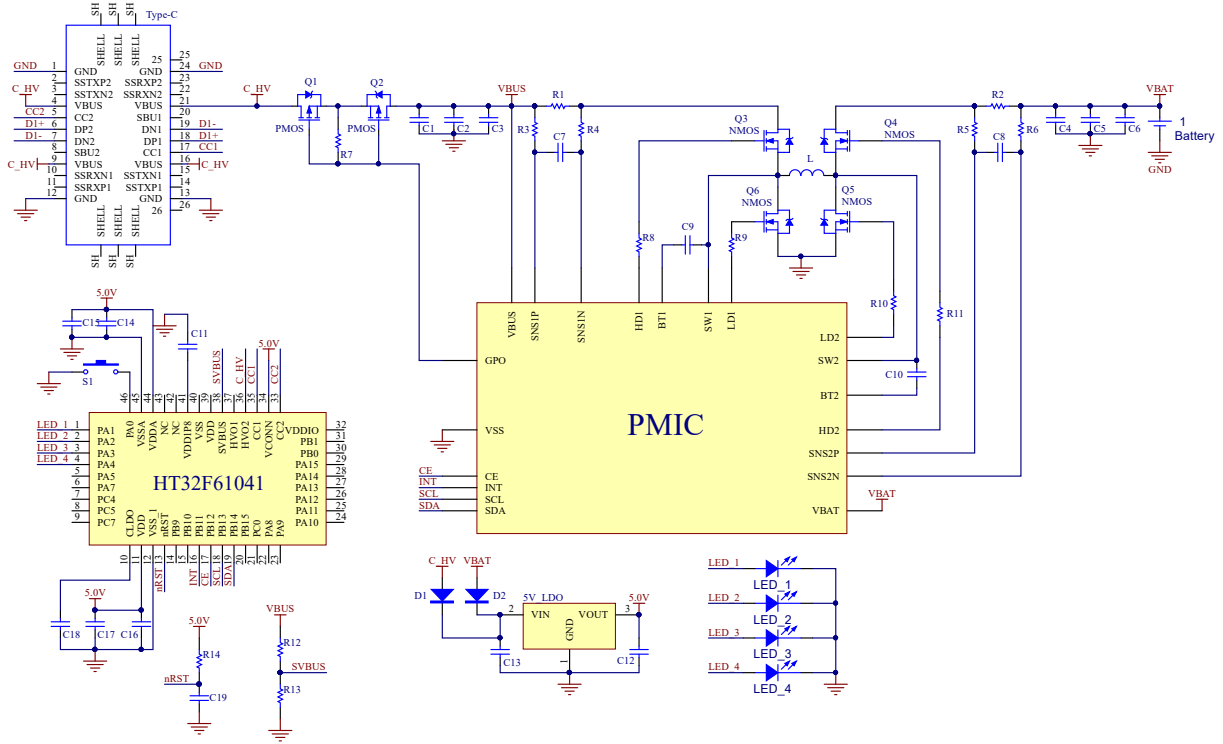 SH SH SH
Type-C
SHELL SHELL SHELL
25 25
GND 1 GND GND 24 GND
2 SSTXP2 SSRXP2 23
C_HV 3 SSTXN2 SSRXN2 22
4 VBUS VBUS 21
CC2 5 CC2 SBU1 20
D1+ 6 DP2 DN1 19 D1-
D1- 7 DN2 DP1 18 D1+
8 SBU2 CC1 17 CC1
C_HV 9 VBUS VBUS 16 C_HV
10 SSRXN1 SSTXN1 15
11 SSRXP1 SSTXP1 14
12 GND GND 13
26 26
SHELL SHELL SHELL
SH SH SH
C_HV
Q1
PMOS
R7
Q2
PMOS
C1 C2 C3
VBUS
R1
R3 C7 R4
Q3
NMOS
Q4
NMOS
L
Q6
NMOS
Q5
NMOS
R2
R5 C8 R6
C4 C5 C6
VBAT
1
Battery
GND
R8 C9 R9
R10
R11
C10
VBUS SNS1P SNS1N HD1 BT1 SW1 LD1
GPO
VSS
PMIC
LD2
SW2
BT2
HD2
SNS2P
SNS2N
VBAT
VBAT
CE CE
INT INT
SCL SCL
SDA SDA
5.0V
C15 C14
C11
S1
SVBUS C_HV CC1 5.0V CC2
46 45 44 43 42 41 40 39 38 37 36 35 34 33
PA0 VSSA VDDA NC NC VDD1P8 VSS VDD SVBUS HVO1 HVO2 CC1 VCONN CC2
LED_1 1 PA1 VDDIO 32
LED_2 2 PA2 PB1 31
LED_3 3 PA3 PB0 30
LED_4 4 PA4 PA15 29
5 PA5 PA14 28
6 PA7 PA13 27
7 PC4 PA12 26
8 PC5 PA11 25
9 PC7 PA10 24
HT32F61041
CLDO VDD VSS_1 nRST PB9 PB10 PB11 PB12 PB13 PB14 PB15 PC0 PA8 PA9
10 11 12 13 14 15 16 17 18 19 20 21 22 23
nRST INT CE SCL SDA
5.0V
C18 C17 C16
5.0V
R14
nRST
C19
VBUS
R12
SVBUS
R13
C_HV VBAT
D1 D2
5V_LDO
2 VIN VOUT 3
GND
1
5.0V
C13 C12
LED_1
LED_1
LED_2
LED_2
LED_3
LED_3
LED_4
LED_4